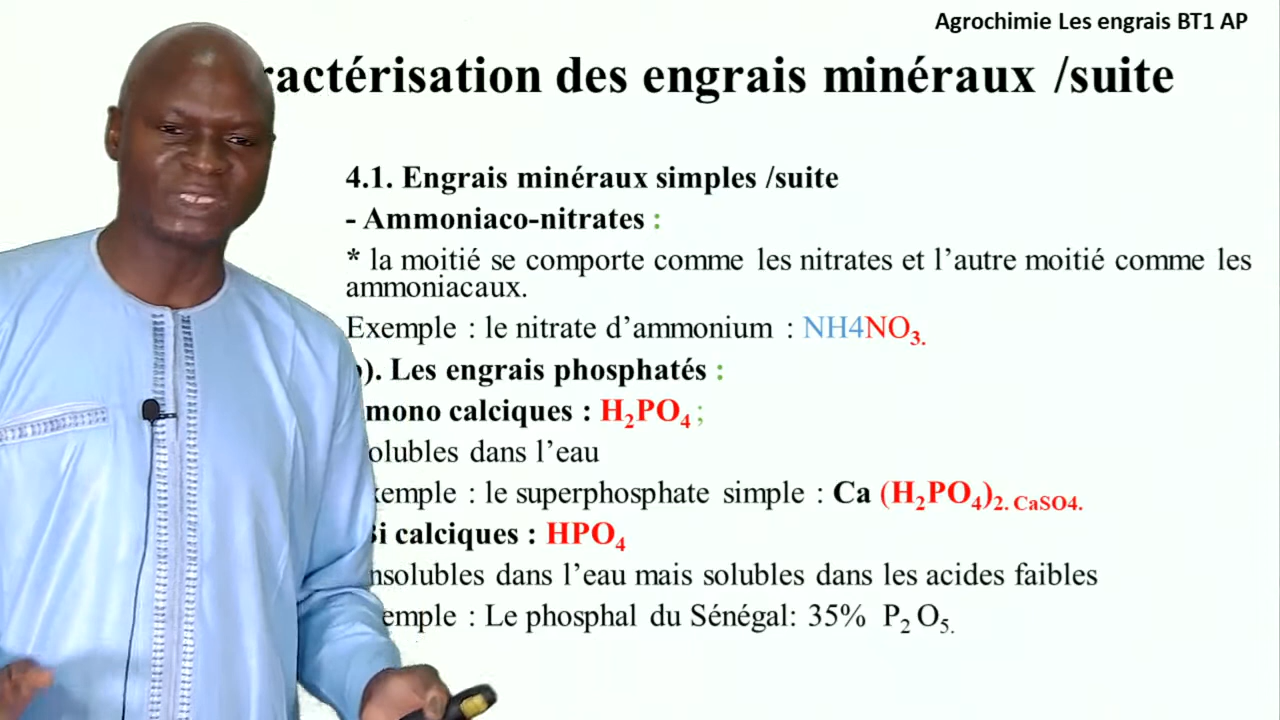 Agrochimie Les engrais BT1 AP
ractérisation des engrais minéraux /suite
4.1. Engrais minéraux simples /suite
- Ammoniaco-nitrates :
* la moitié se comporte comme les nitrates et l’autre moitié comme les
ammoniacaux.
Exemple : le nitrate d’ammonium : NH4NO₃.
). Les engrais phosphatés :
mono calciques : H₂PO₄ ;
olubles dans l’eau
emple : le superphosphate simple : Ca (H₂PO₄)₂. CaSO4.
i calciques : HPO₄
nsolubles dans l’eau mais solubles dans les acides faibles
emple : Le phosphal du Sénégal: 35% P₂ O₅.